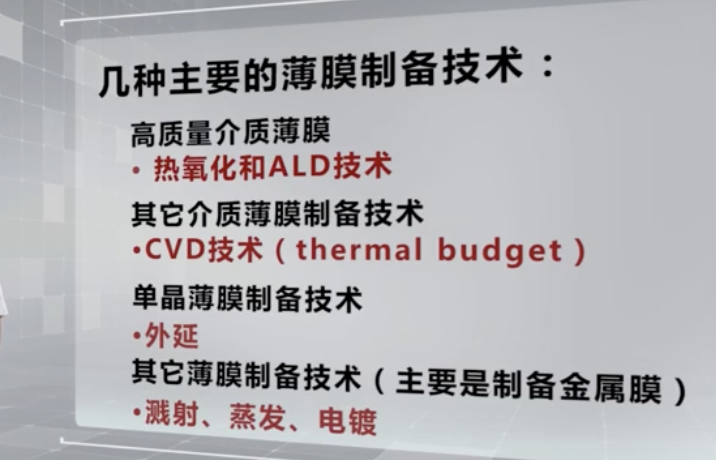 几种主要的薄膜制备技术：
高质量介质薄膜
• 热氧化和ALD技术
其它介质薄膜制备技术
•CVD技术（thermal budget）
单晶薄膜制备技术
•外延
其它薄膜制备技术（主要是制备金属膜）
•溅射、蒸发、电镀